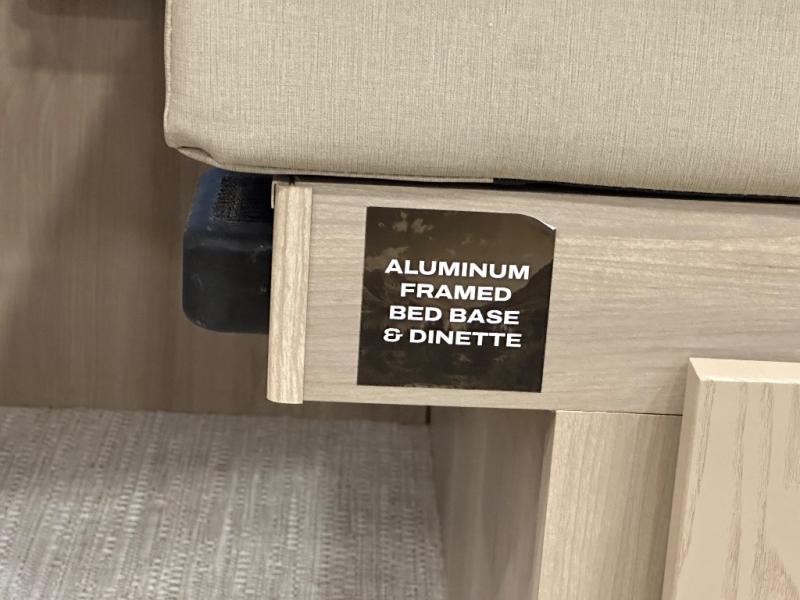 ALUMINUM
FRAMED
BED BASE
& DINETTE